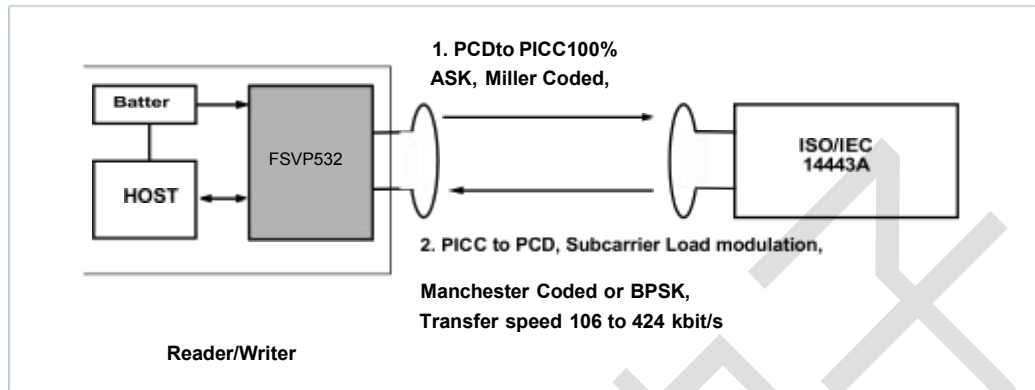 1. PCDto PICC100%
ASK, Miller Coded,
Batter
FSVP532
HOST
ISO/IEC
14443A
2. PICC to PCD, Subcarrier Load modulation,
Manchester Coded or BPSK,
Transfer speed 106 to 424 kbit/s
Reader/Writer